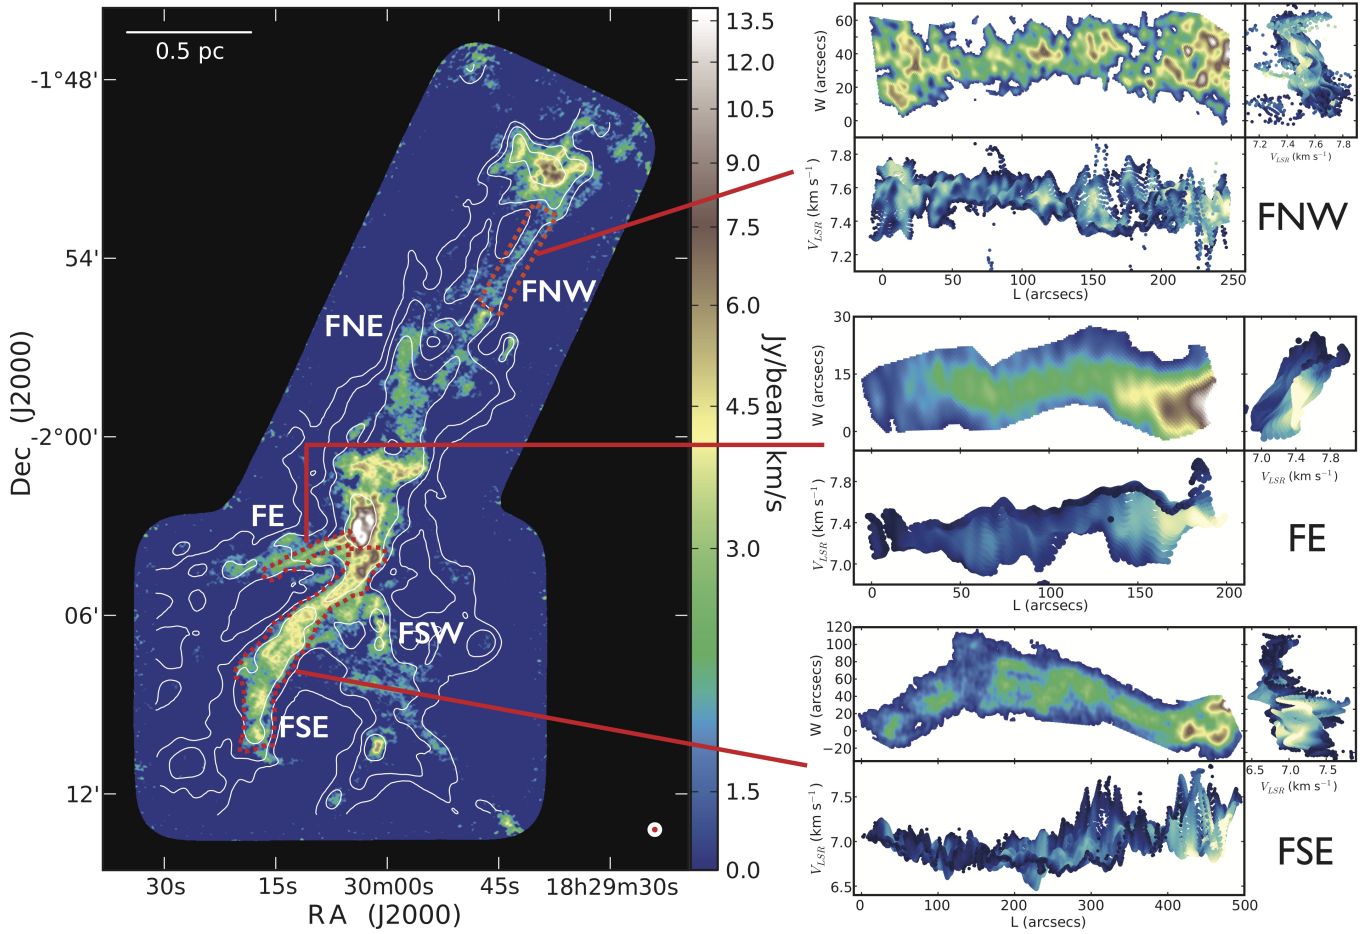 0.5 pc
-1°48'
54'
-2°00'
06'
12'
Dec (J2000)
30s
15s
30m00s
45s
18h29m30s
RA (J2000)
FNE
FNW
FE
FSW
FSE
13.5
12.0
10.5
9.0
7.5
6.0
4.5
3.0
1.5
0.0
Jy/beam km/s
60
40
20
0
W (arcsecs)
7.2 7.4 7.6 7.8
V_LSR (km s⁻¹)
7.8
7.6
7.4
7.2
V_LSR (km s⁻¹)
0 50 100 150 200 250
L (arcsecs)
FNW
30
15
0
W (arcsecs)
7.0 7.4 7.8
V_LSR (km s⁻¹)
7.8
7.4
7.0
V_LSR (km s⁻¹)
0 50 100 150 200
L (arcsecs)
FE
120
100
80
60
40
20
0
−20
W (arcsecs)
6.5 7.0 7.5
V_LSR (km s⁻¹)
7.5
7.0
6.5
V_LSR (km s⁻¹)
0 100 200 300 400 500
L (arcsecs)
FSE